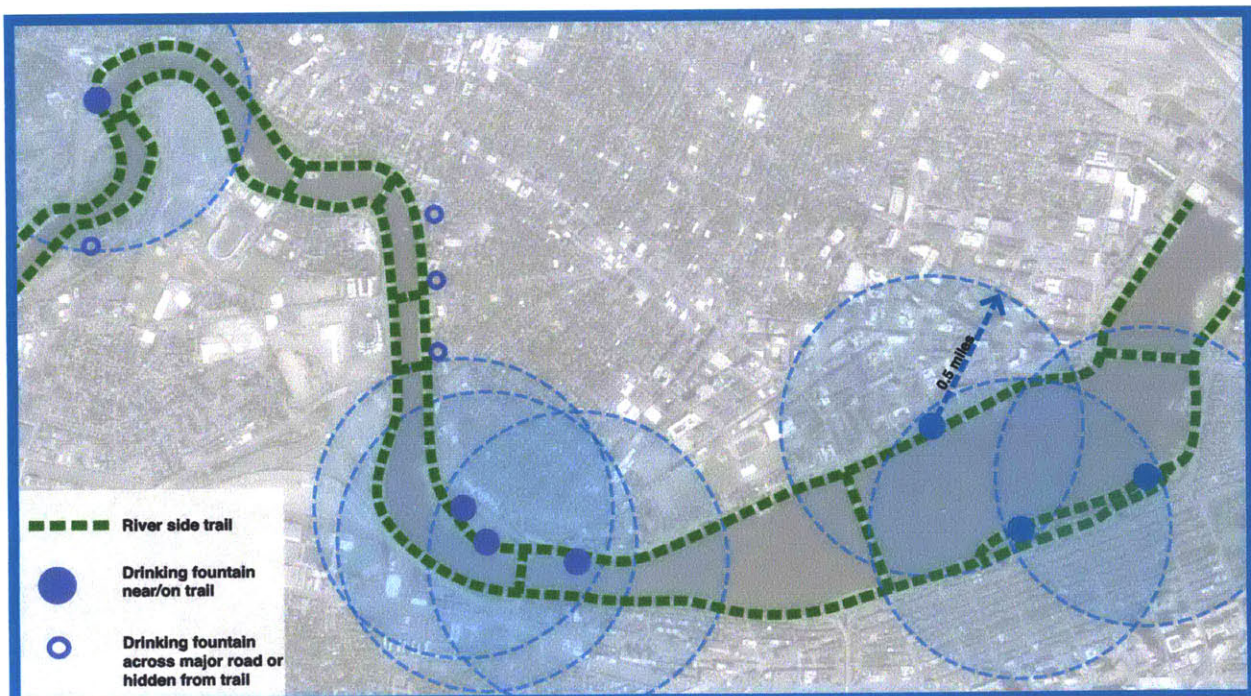 0.5 miles
River side trail
Drinking fountain
near/on trail
Drinking fountain
across major road or
hidden from trail